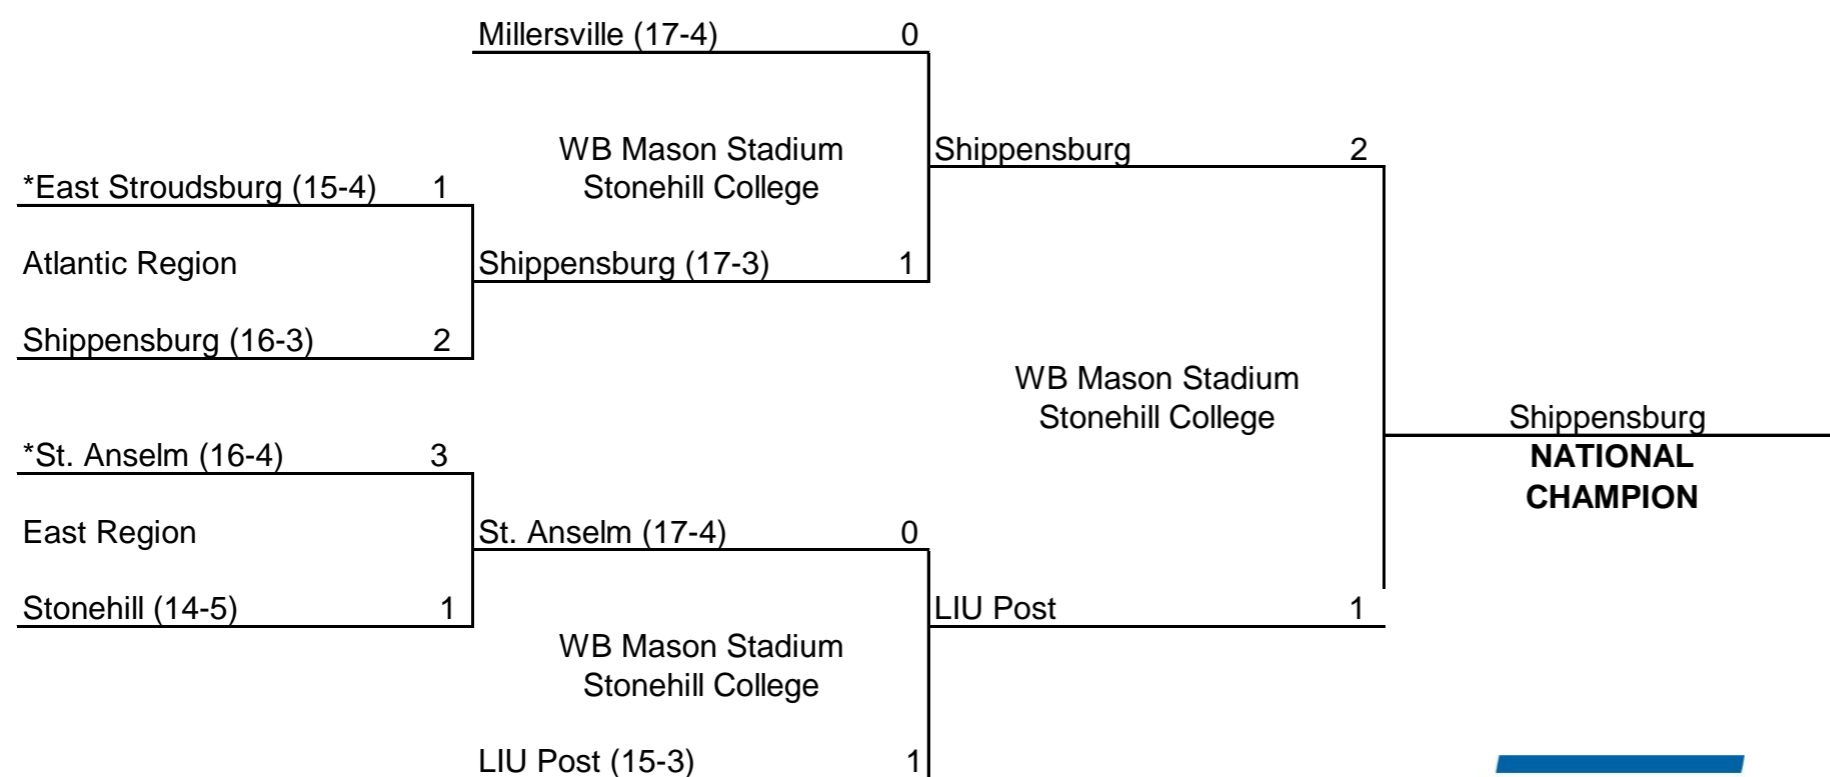 Millersville (17-4) 0
WB Mason Stadium
Stonehill College
Shippensburg 2
*East Stroudsburg (15-4) 1
Atlantic Region
Shippensburg (17-3) 1
Shippensburg (16-3) 2
WB Mason Stadium
Stonehill College
Shippensburg
NATIONAL
CHAMPION
*St. Anselm (16-4) 3
East Region
St. Anselm (17-4) 0
Stonehill (14-5) 1
LIU Post 1
WB Mason Stadium
Stonehill College
LIU Post (15-3) 1